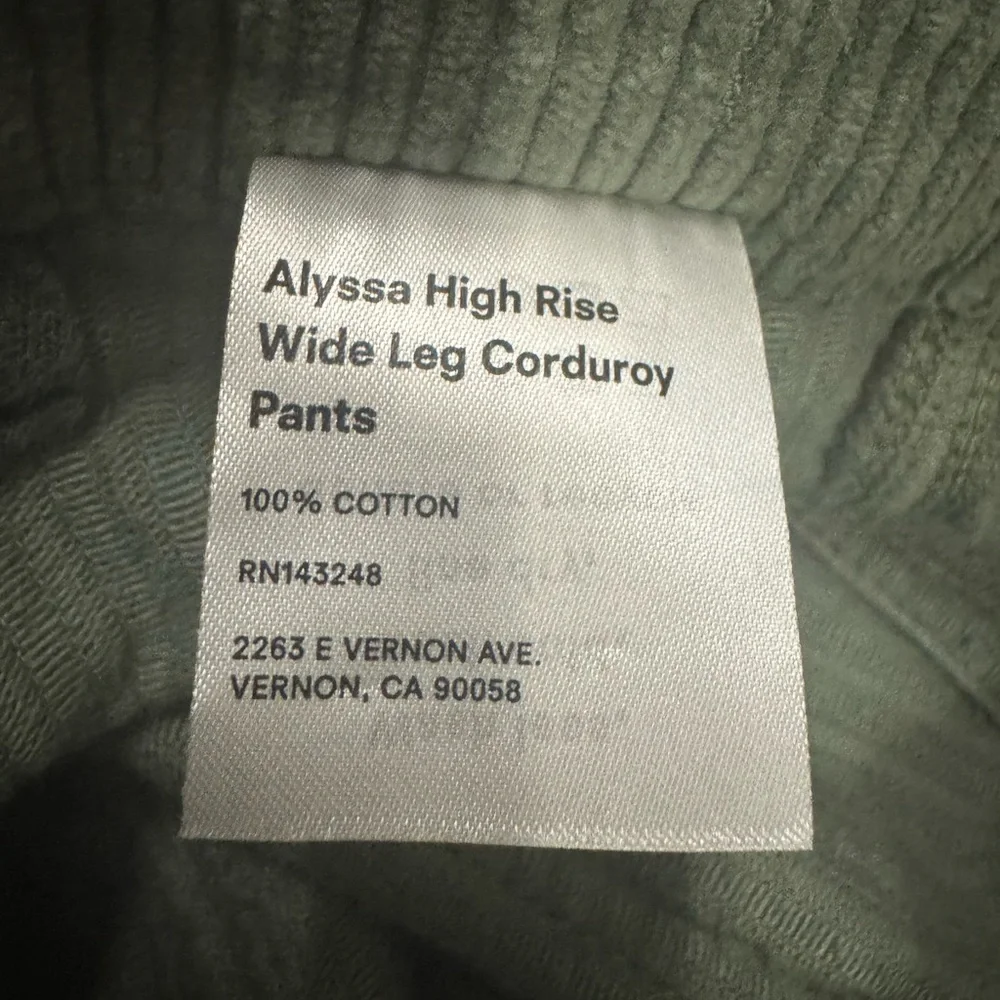 Alyssa High Rise
Wide Leg Corduroy
Pants
100% COTTON
RN143248
2263 E VERNON AVE.
VERNON, CA 90058